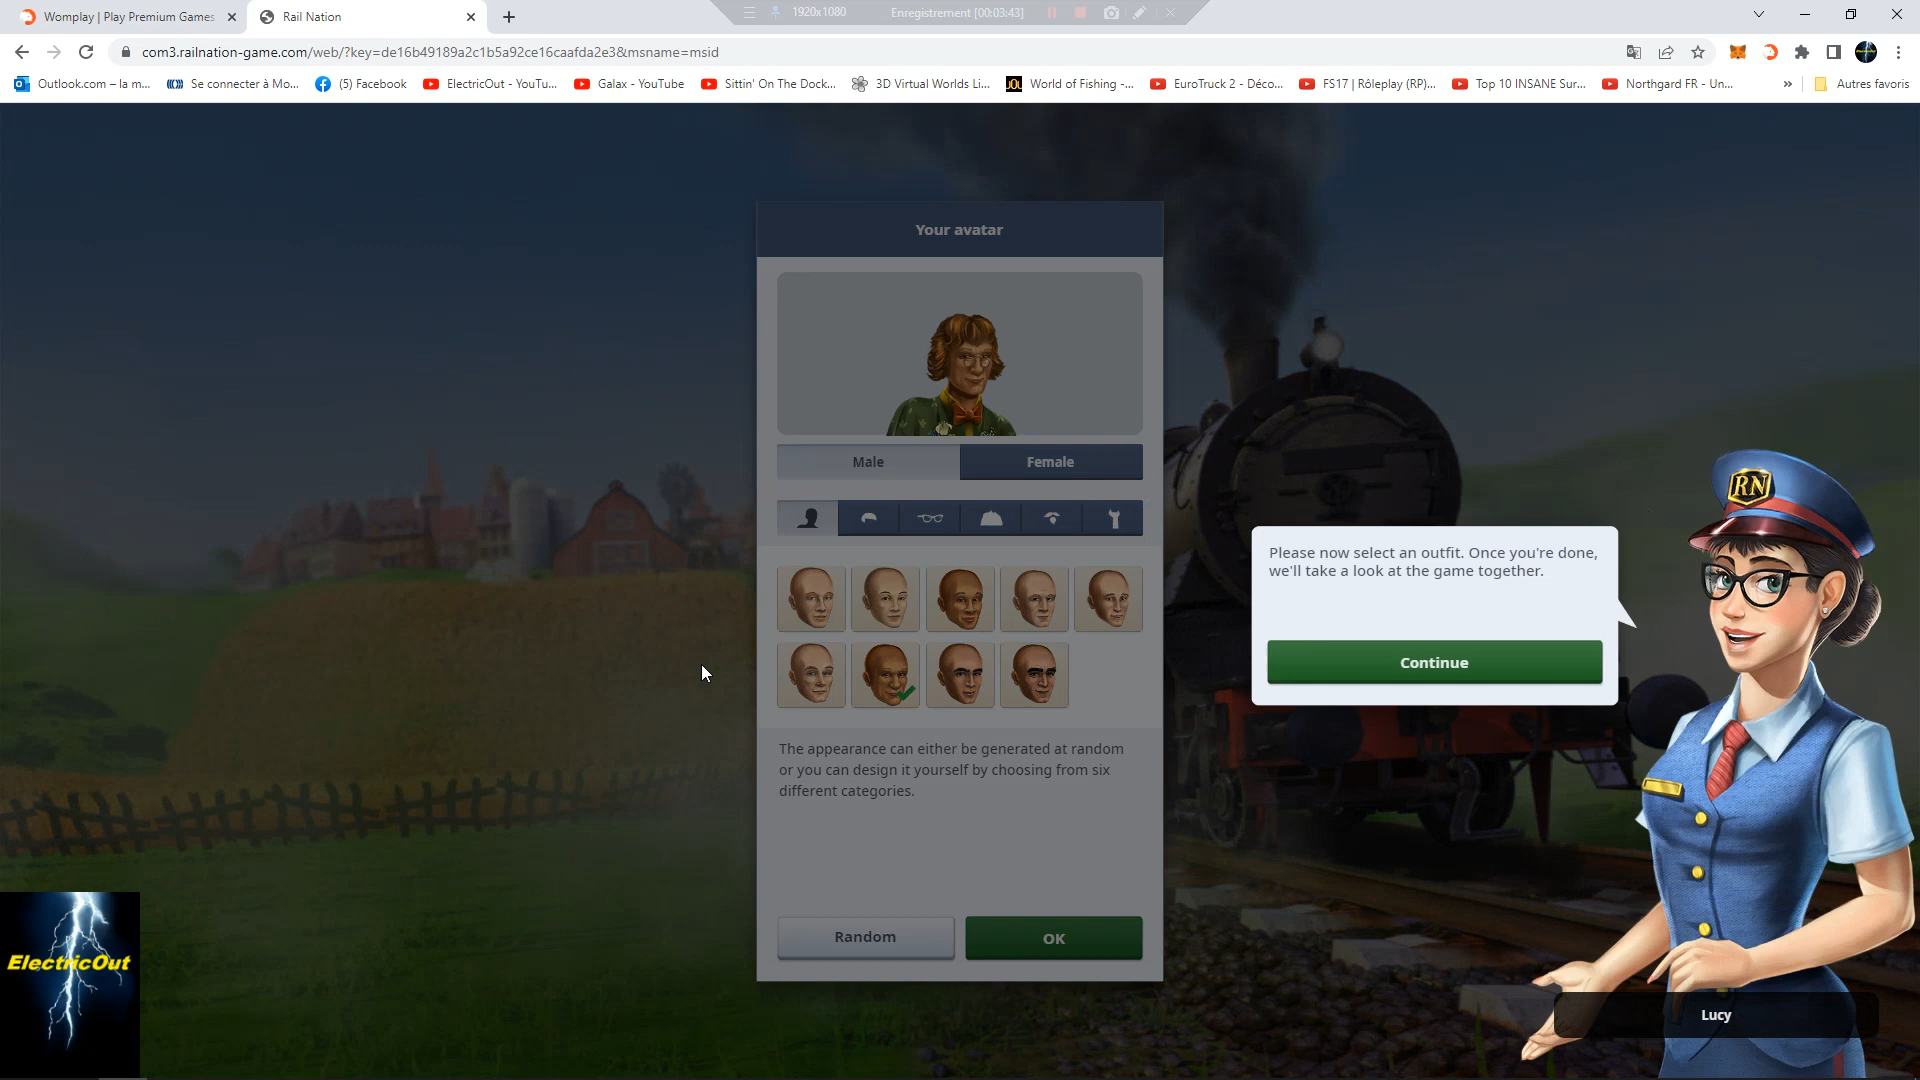 Womplay | Play Premium Games
Rail Nation
1920x1080
Enregistrement [00:03:43]
com3.railnation-game.com/web/?key=de16b49189a2c1b5a92ce16caafda2e3&msname=msid
Outlook.com – la m...
Se connecter à Mo...
(5) Facebook
ElectricOut - YouTu...
Galax - YouTube
Sittin' On The Dock...
3D Virtual Worlds Li...
World of Fishing -...
EuroTruck 2 - Déco...
FS17 | Rôleplay (RP)...
Top 10 INSANE Sur...
Northgard FR - Un...
»
Autres favoris
Your avatar
Male
Female
RN
Please now select an outfit. Once you're done,
we'll take a look at the game together.
Continue
The appearance can either be generated at random
or you can design it yourself by choosing from six
different categories.
Random
OK
ElectricOut
Lucy